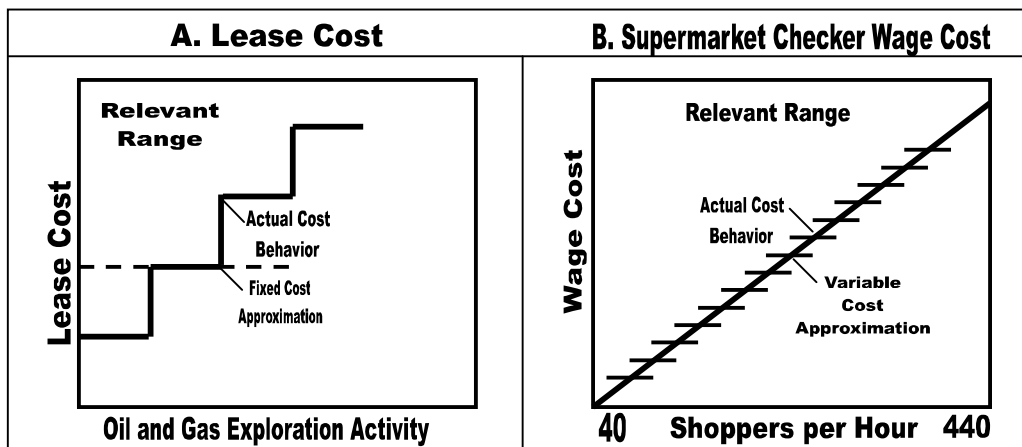 A. Lease Cost
B. Supermarket Checker Wage Cost
Relevant
Range
Actual Cost
Behavior
Fixed Cost
Approximation
Lease Cost
Oil and Gas Exploration Activity
Relevant Range
Actual Cost
Behavior
Variable
Cost
Approximation
Wage Cost
40 Shoppers per Hour 440